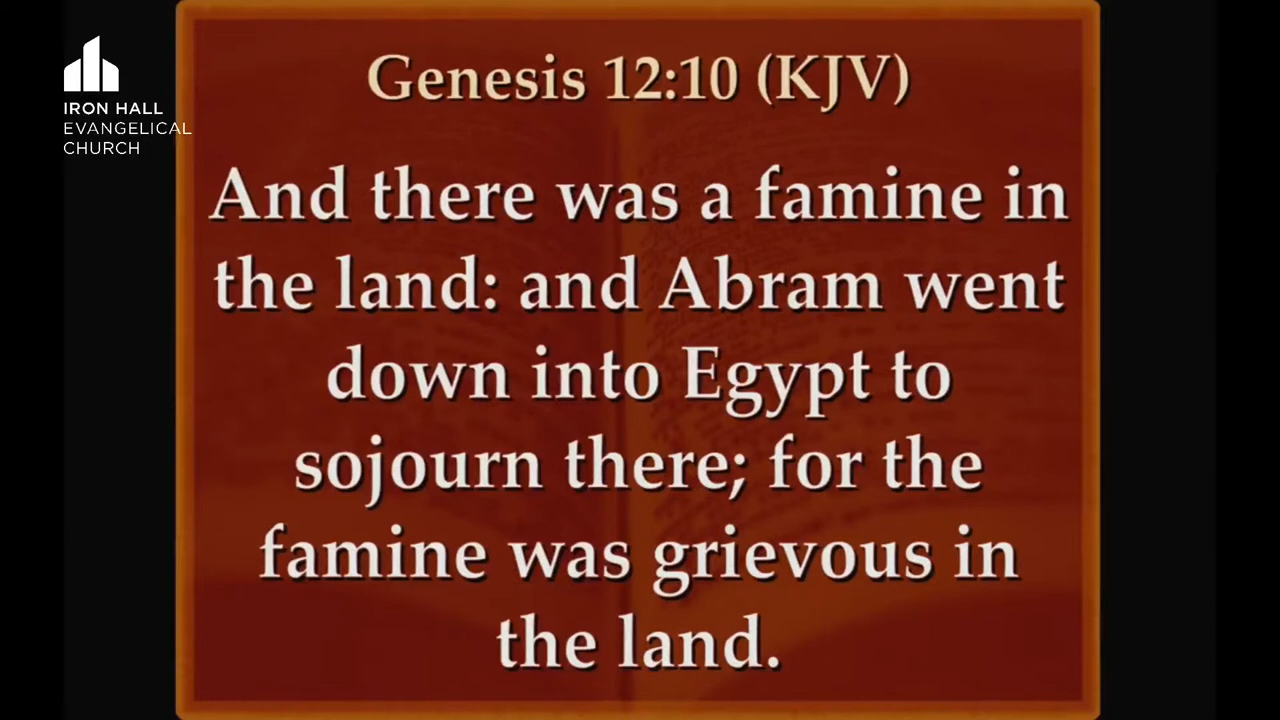 IRON HALL
EVANGELICAL
CHURCH
Genesis 12:10 (KJV)
And there was a famine in
the land: and Abram went
down into Egypt to
sojourn there; for the
famine was grievous in
the land.